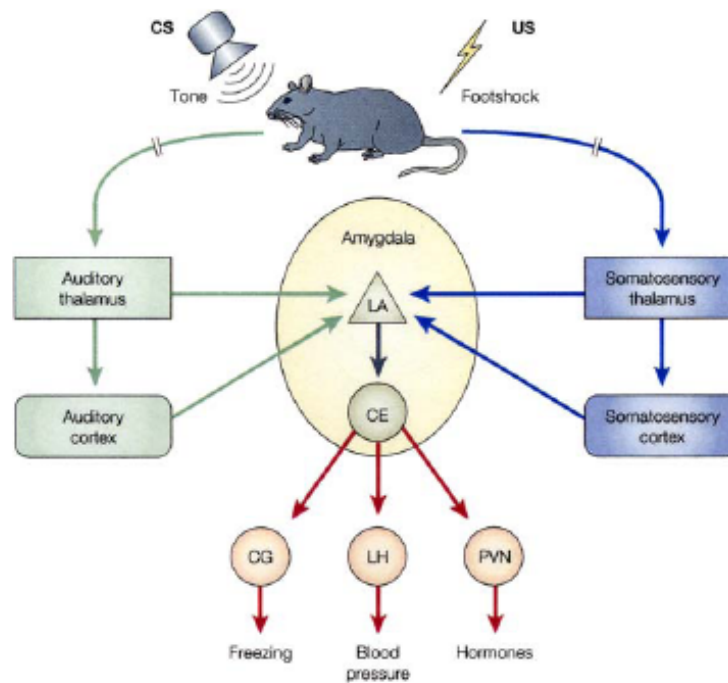 CS
US
Tone
Footshock
Amygdala
Auditory
thalamus
LA
Somatosensory
thalamus
Auditory
cortex
CE
Somatosensory
cortex
CG
LH
PVN
Freezing
Blood
pressure
Hormones